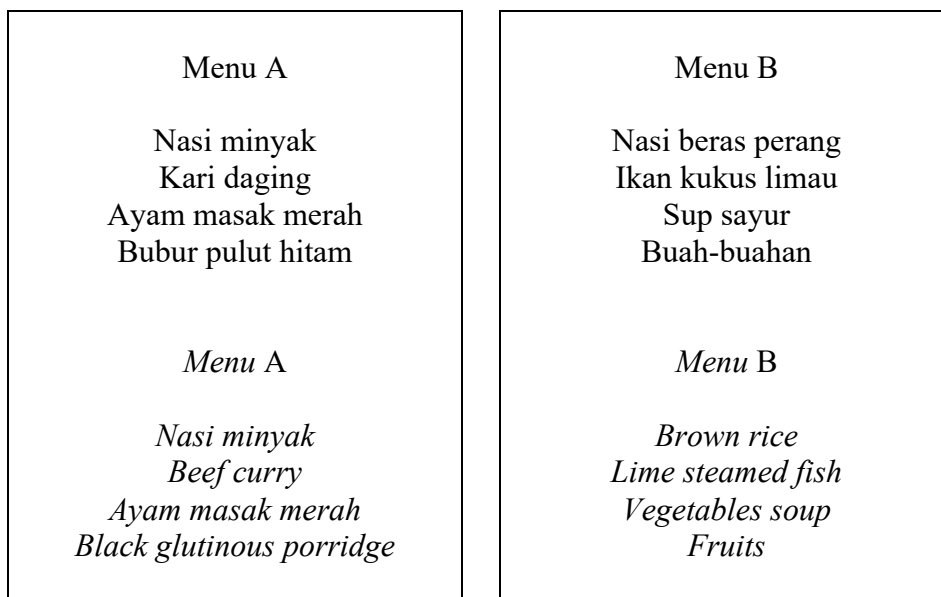 Menu A
Nasi minyak
Kari daging
Ayam masak merah
Bubur pulut hitam
Menu A
Nasi minyak
Beef curry
Ayam masak merah
Black glutinous porridge
Menu B
Nasi beras perang
Ikan kukus limau
Sup sayur
Buah-buahan
Menu B
Brown rice
Lime steamed fish
Vegetables soup
Fruits